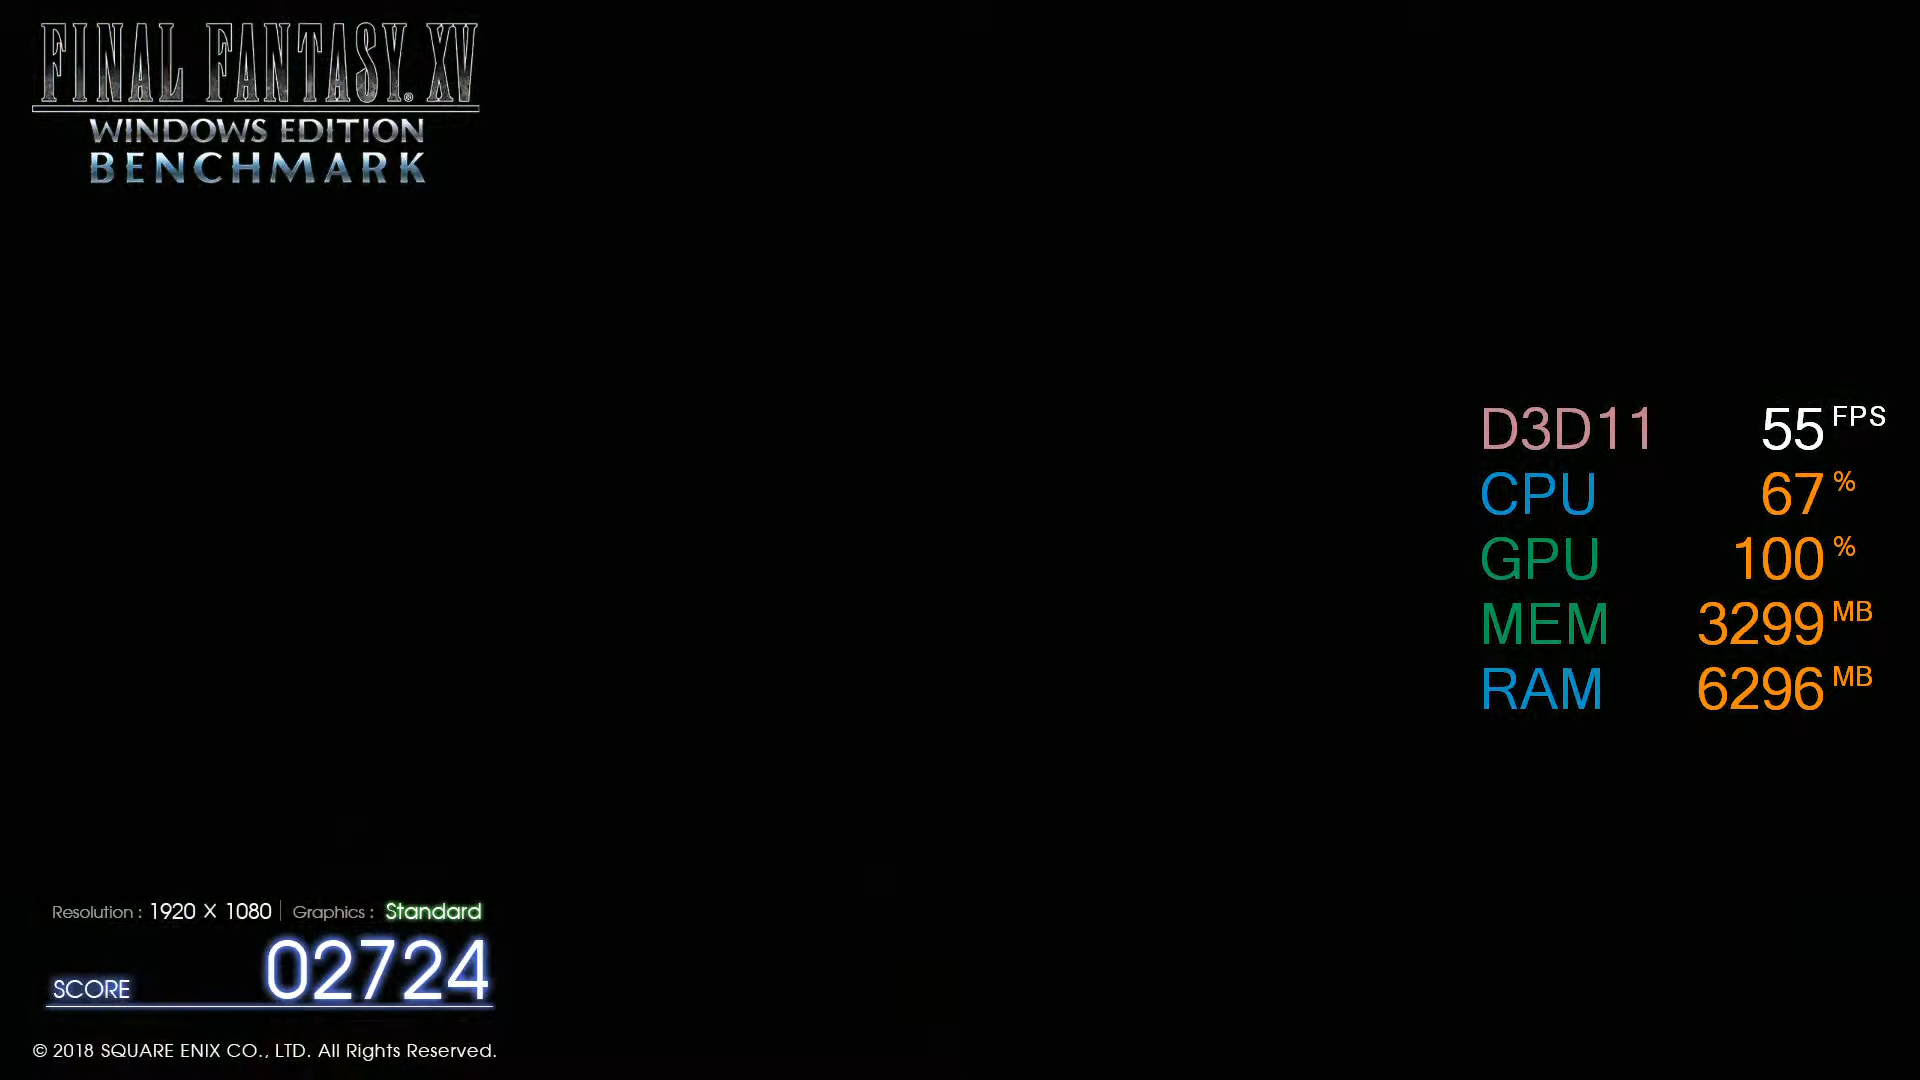 FINAL FANTASY® XV
WINDOWS EDITION
BENCHMARK
D3D11 55 FPS
CPU 67 %
GPU 100 %
MEM 3299 MB
RAM 6296 MB
Resolution : 1920 X 1080 | Graphics : Standard
SCORE 02724
© 2018 SQUARE ENIX CO., LTD. All Rights Reserved.